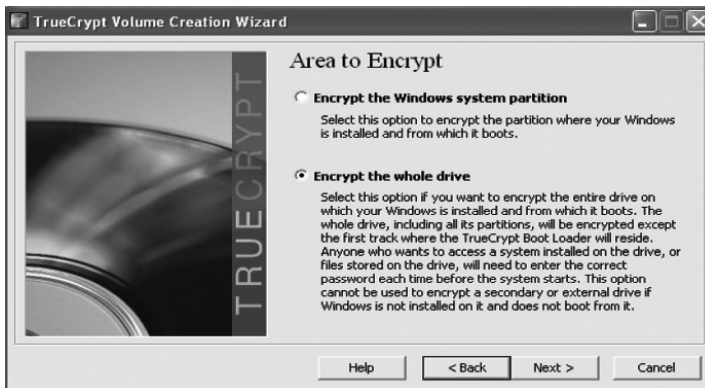 TrueCrypt Volume Creation Wizard
TRUECRYPT
Area to Encrypt
Encrypt the Windows system partition
Select this option to encrypt the partition where your Windows
is installed and from which it boots.
Encrypt the whole drive
Select this option if you want to encrypt the entire drive on
which your Windows is installed and from which it boots. The
whole drive, including all its partitions, will be encrypted except
the first track where the TrueCrypt Boot Loader will reside.
Anyone who wants to access a system installed on the drive, or
files stored on the drive, will need to enter the correct
password each time before the system starts. This option
cannot be used to encrypt a secondary or external drive if
Windows is not installed on it and does not boot from it.
Help < Back Next > Cancel